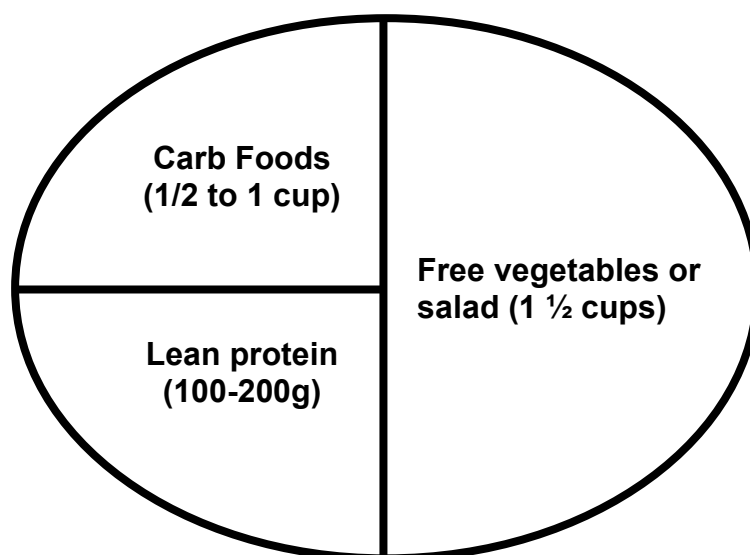 Carb Foods
(1/2 to 1 cup)
Free vegetables or
salad (1 ½ cups)
Lean protein
(100-200g)